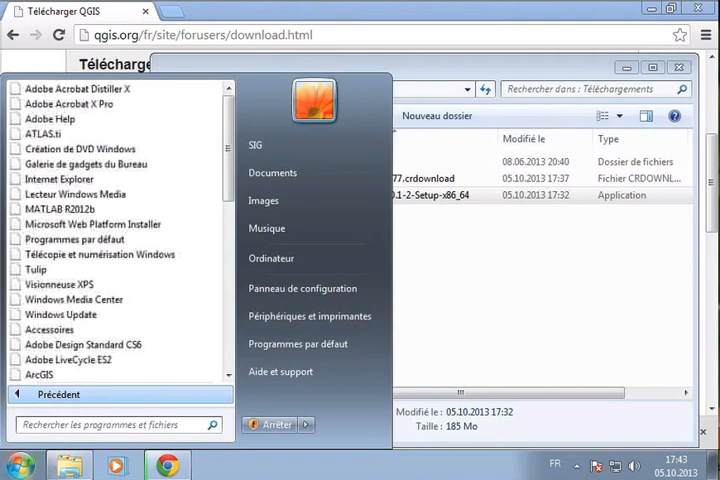 Télécharger QGIS
qgis.org/fr/site/forusers/download.html
Télécharge
Rechercher dans : Téléchargements
Nouveau dossier
Modifié le
Type
08.06.2013 20:40
Dossier de fichiers
77.crdownload
05.10.2013 17:37
Fichier CRDOWNL...
0.1-2-Setup-x86_64
05.10.2013 17:32
Application
Modifié le : 05.10.2013 17:32
Taille : 185 Mo
Adobe Acrobat Distiller X
Adobe Acrobat X Pro
Adobe Help
ATLAS.ti
Création de DVD Windows
Galerie de gadgets du Bureau
Internet Explorer
Lecteur Windows Media
MATLAB R2012b
Microsoft Web Platform Installer
Programmes par défaut
Télécopie et numérisation Windows
Tulip
Visionneuse XPS
Windows Media Center
Windows Update
Accessoires
Adobe Design Standard CS6
Adobe LiveCycle ES2
ArcGIS
Précédent
Rechercher les programmes et fichiers
SIG
Documents
Images
Musique
Ordinateur
Panneau de configuration
Périphériques et imprimantes
Programmes par défaut
Aide et support
Arrêter
FR
17:43
05.10.2013